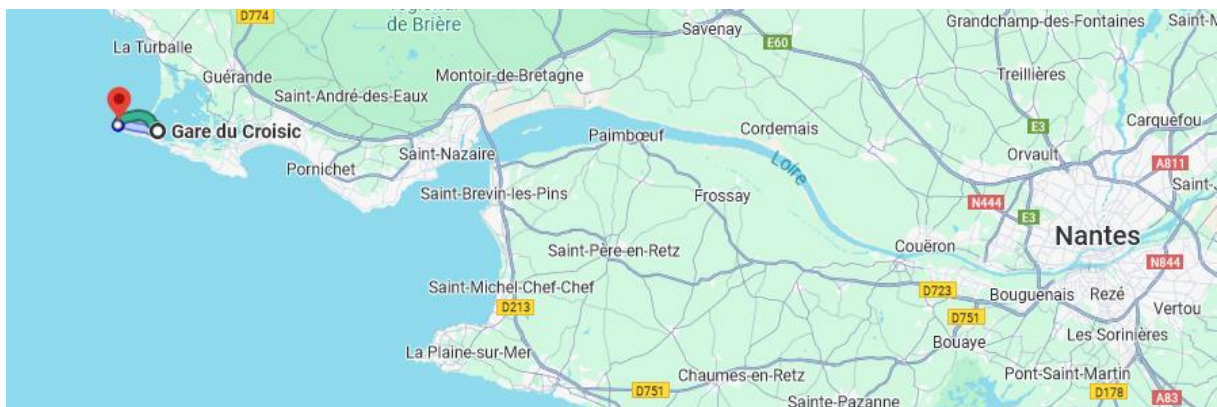 D774
régional
de Brière
Grandchamp-des-Fontaines
Saint-M
La Turballe
Savenay
E60
Treillières
Guérande
Montoir-de-Bretagne
Saint-André-des-Eaux
Gare du Croisic
Paimbœuf
Cordemais
E3
Carquefou
Orvault
A811
Pornichet
Saint-Nazaire
Loire
Saint-J
Saint-Brevin-les-Pins
Frossay
N444
E3
Nantes
Couëron
Saint-Père-en-Retz
N844
Saint-Michel-Chef-Chef
D723
Bouguenais
Rezé
Vertou
D213
D751
Les Sorinières
La Plaine-sur-Mer
Bouaye
Chaumes-en-Retz
Pont-Saint-Martin
D751
D178
Sainte-Pazanne
A83